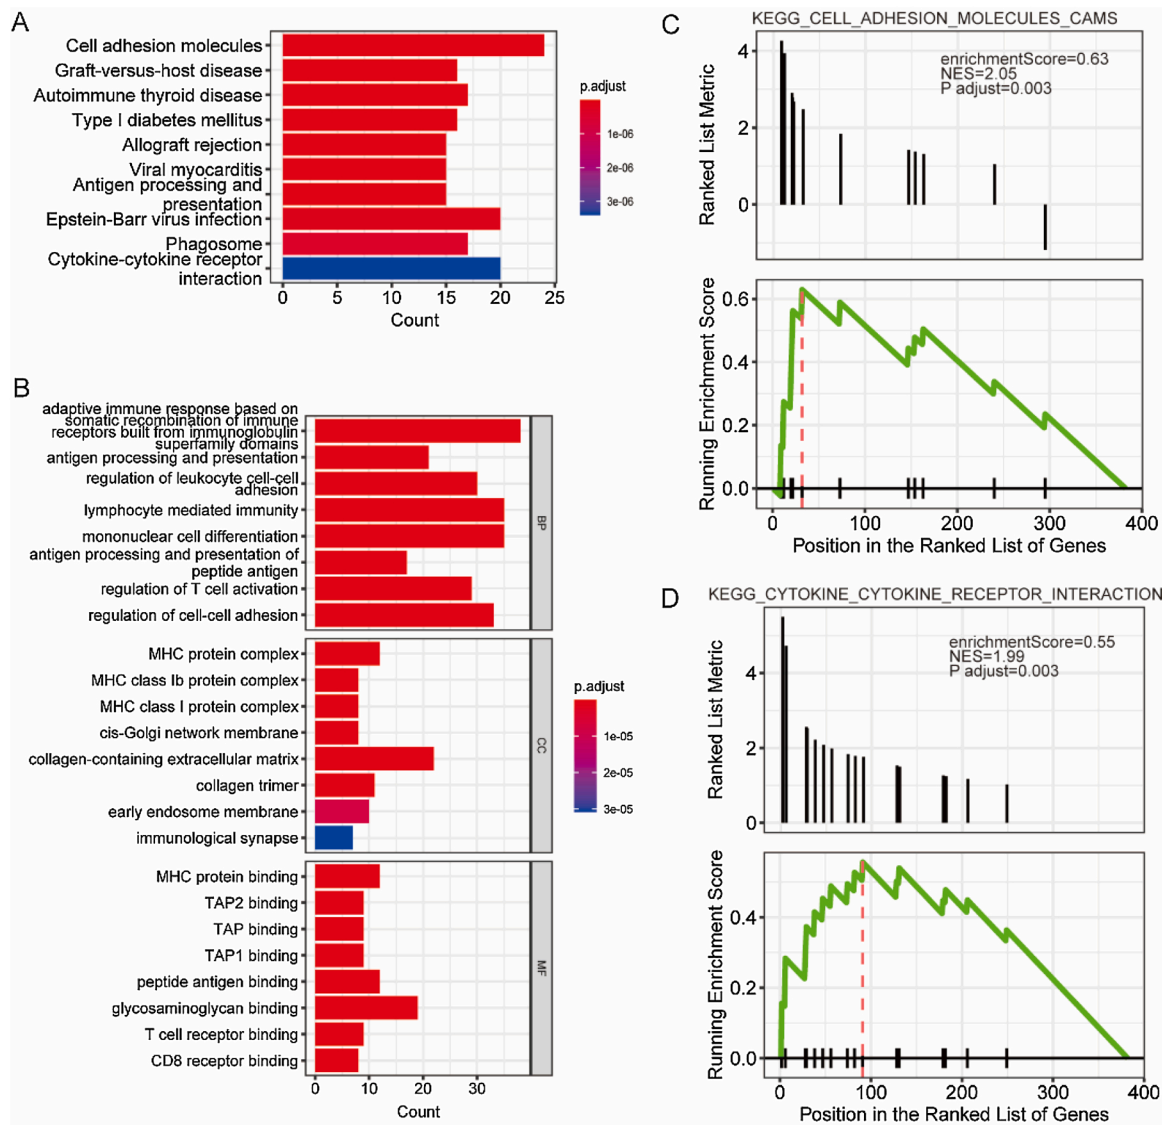 A
Cell adhesion molecules
Graft-versus-host disease
Autoimmune thyroid disease
Type I diabetes mellitus
Allograft rejection
Viral myocarditis
Antigen processing and
presentation
Epstein-Barr virus infection
Phagosome
Cytokine-cytokine receptor
interaction
0 5 10 15 20 25
Count
p.adjust
1e-06
2e-06
3e-06
B
adaptive immune response based on
somatic recombination of immune
receptors built from immunoglobulin
superfamily domains
antigen processing and presentation
regulation of leukocyte cell-cell
adhesion
lymphocyte mediated immunity
mononuclear cell differentiation
antigen processing and presentation of
peptide antigen
regulation of T cell activation
regulation of cell-cell adhesion
BP
MHC protein complex
MHC class Ib protein complex
MHC class I protein complex
cis-Golgi network membrane
collagen-containing extracellular matrix
collagen trimer
early endosome membrane
immunological synapse
CC
MHC protein binding
TAP2 binding
TAP binding
TAP1 binding
peptide antigen binding
glycosaminoglycan binding
T cell receptor binding
CD8 receptor binding
MF
0 10 20 30
Count
p.adjust
1e-05
2e-05
3e-05
C
KEGG_CELL_ADHESION_MOLECULES_CAMS
enrichmentScore=0.63
NES=2.05
P adjust=0.003
Ranked List Metric
4
2
0
Running Enrichment Score
0.6
0.4
0.2
0.0
0 100 200 300 400
Position in the Ranked List of Genes
D
KEGG_CYTOKINE_CYTOKINE_RECEPTOR_INTERACTION
enrichmentScore=0.55
NES=1.99
P adjust=0.003
Ranked List Metric
4
2
0
Running Enrichment Score
0.4
0.2
0.0
0 100 200 300 400
Position in the Ranked List of Genes